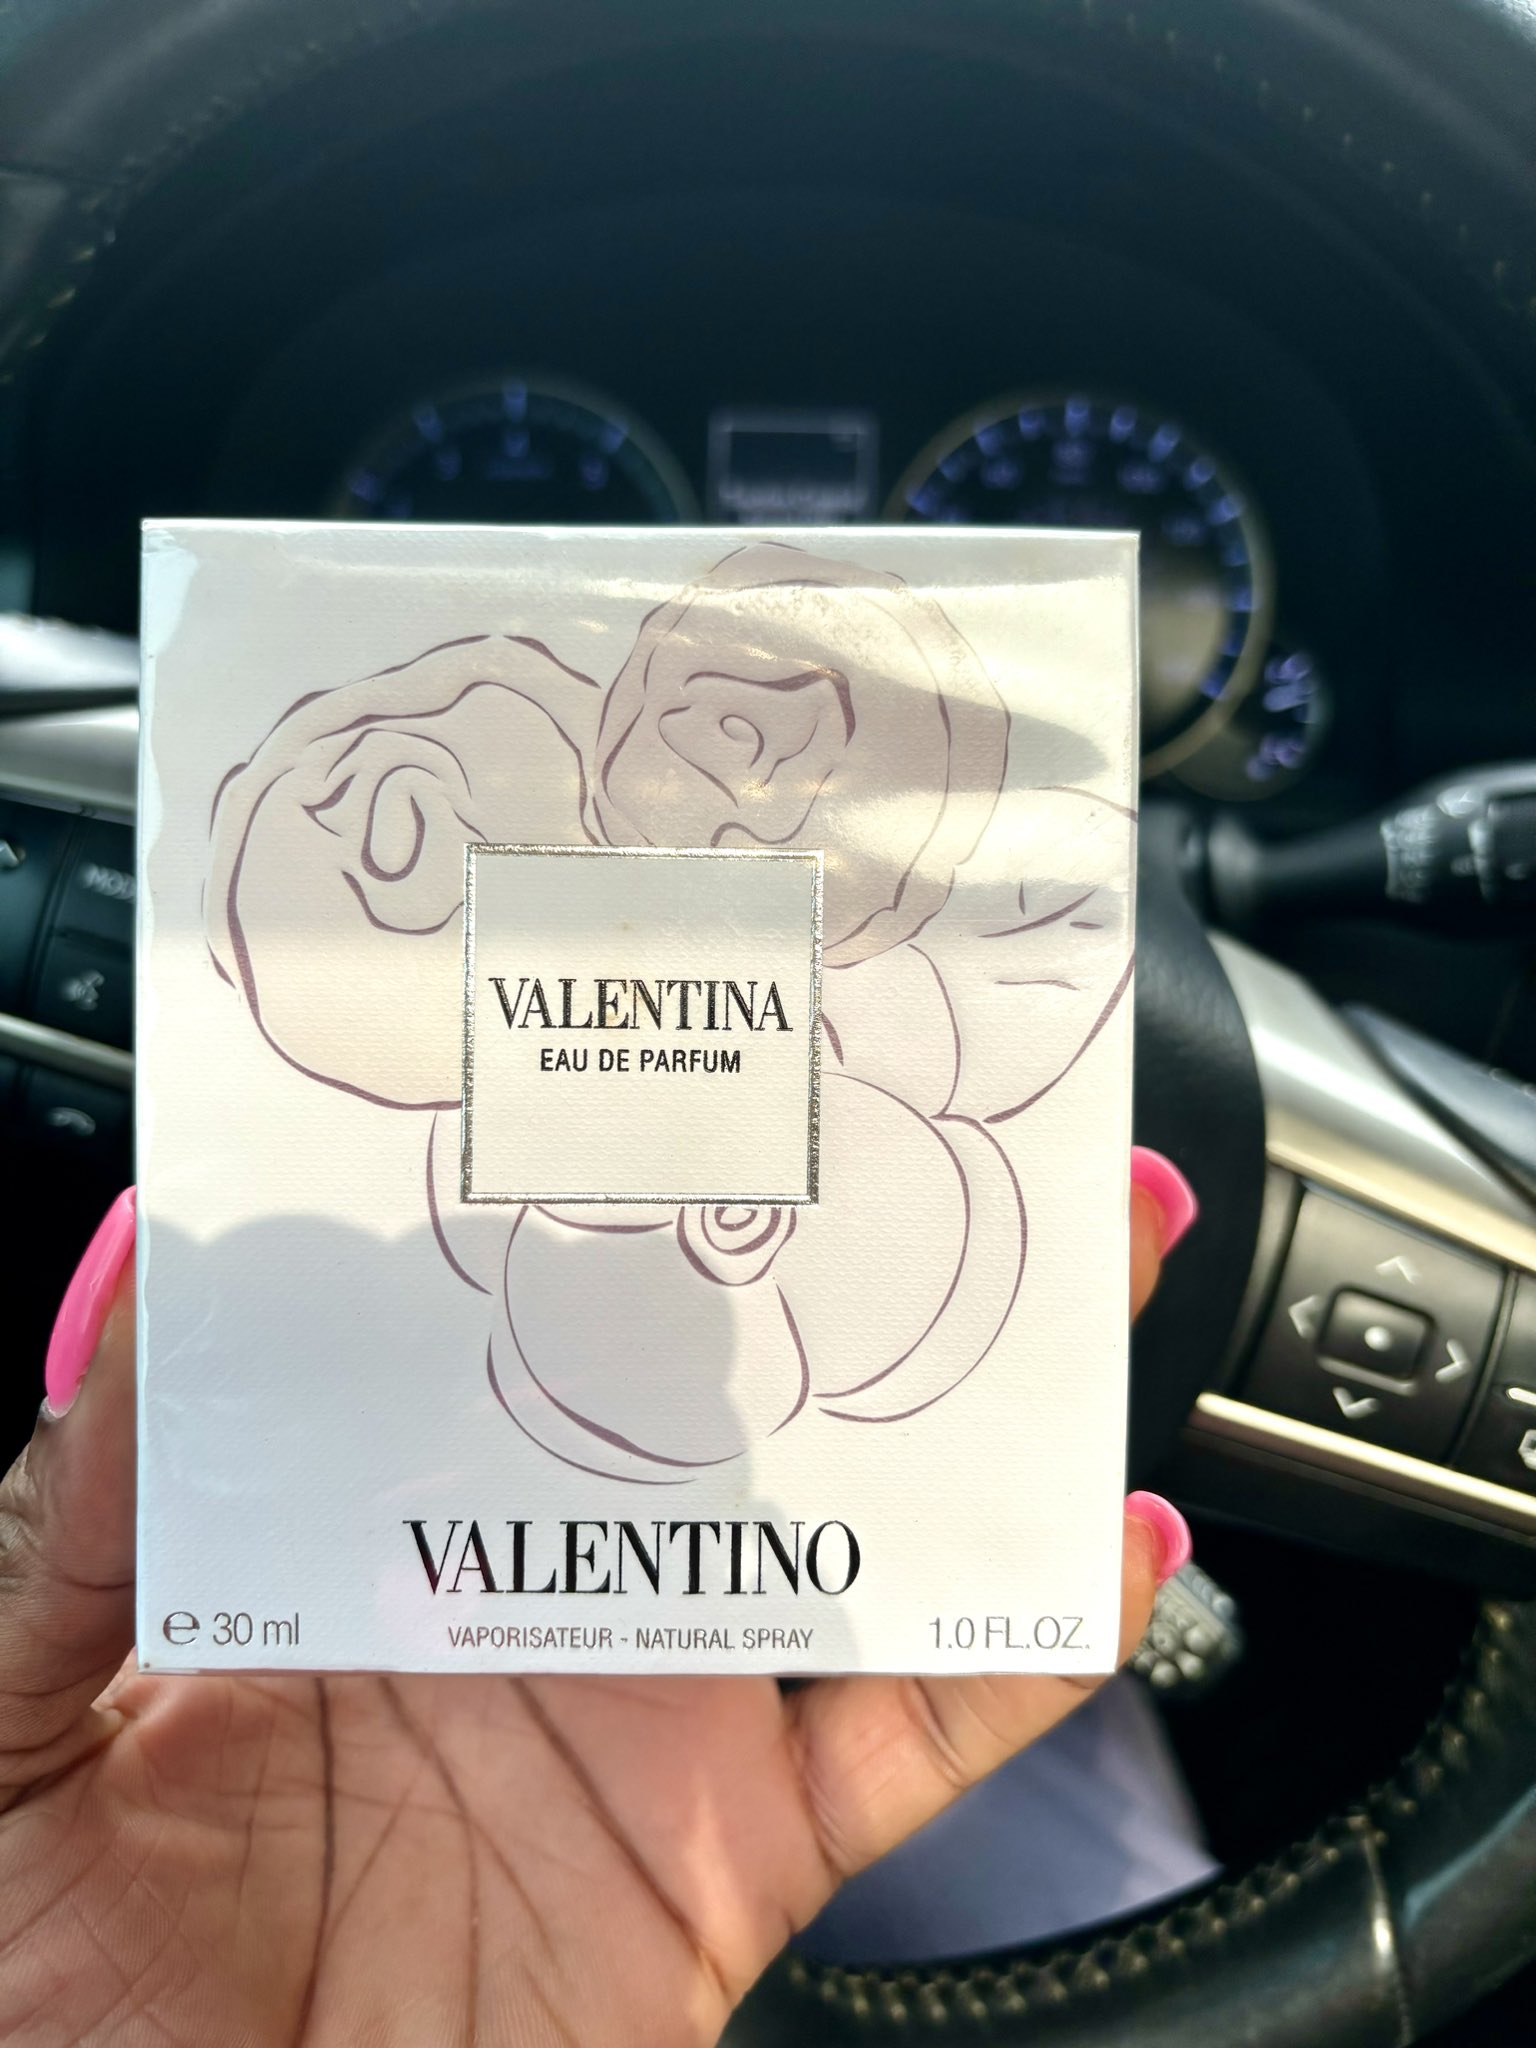 VALENTINA
EAU DE PARFUM
VALENTINO
℮ 30 ml
VAPORISATEUR - NATURAL SPRAY
1.0 FL.OZ.